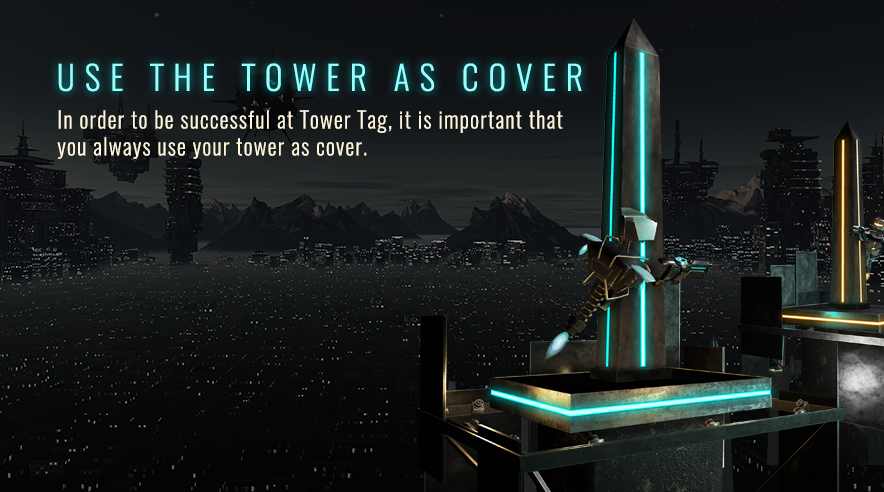 USE THE TOWER AS COVER
In order to be successful at Tower Tag, it is important that
you always use your tower as cover.